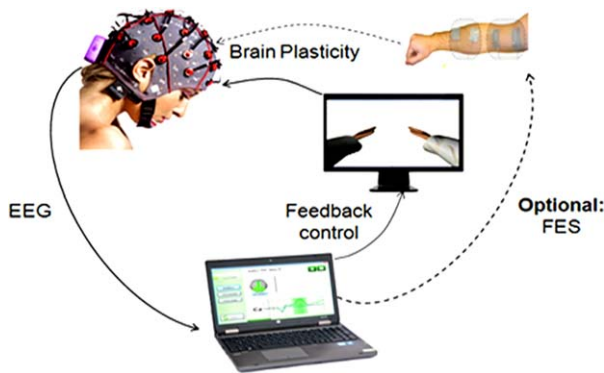 Brain Plasticity
EEG
Feedback
control
Optional:
FES